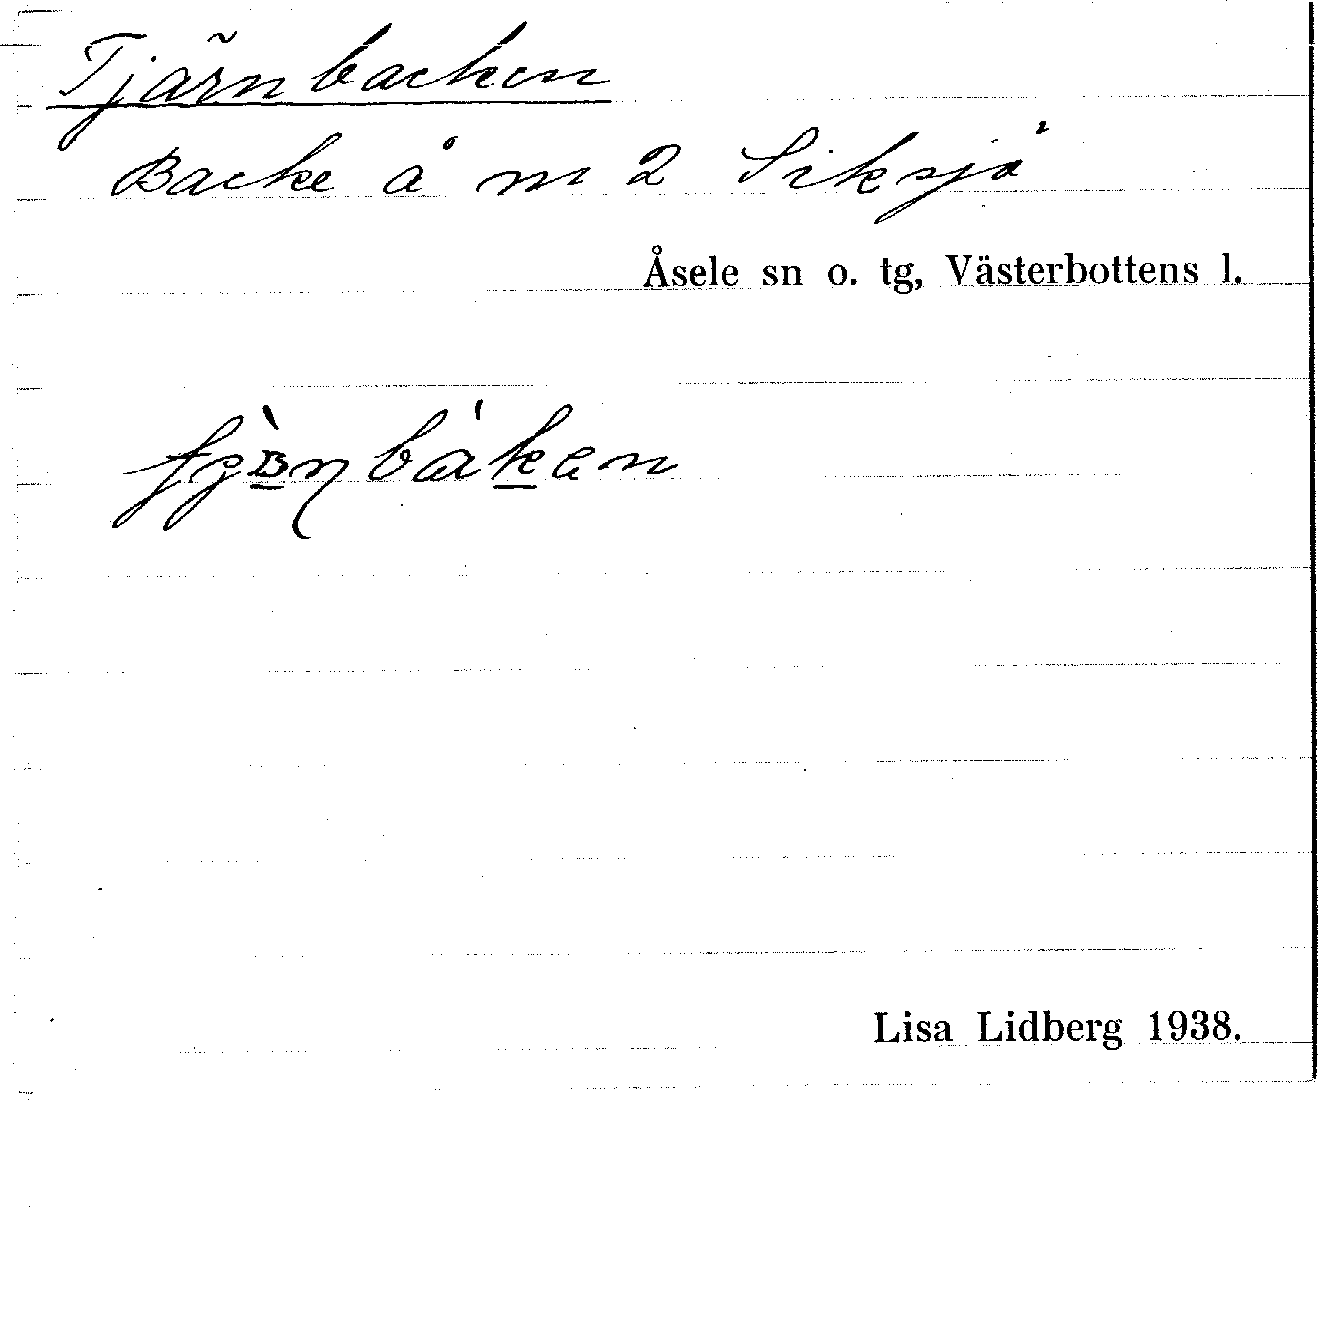 Tjärnbacken
Backe å m 2 Siksjö
Åsele sn o. tg, Västerbottens l.
Lisa Lidberg 1938.